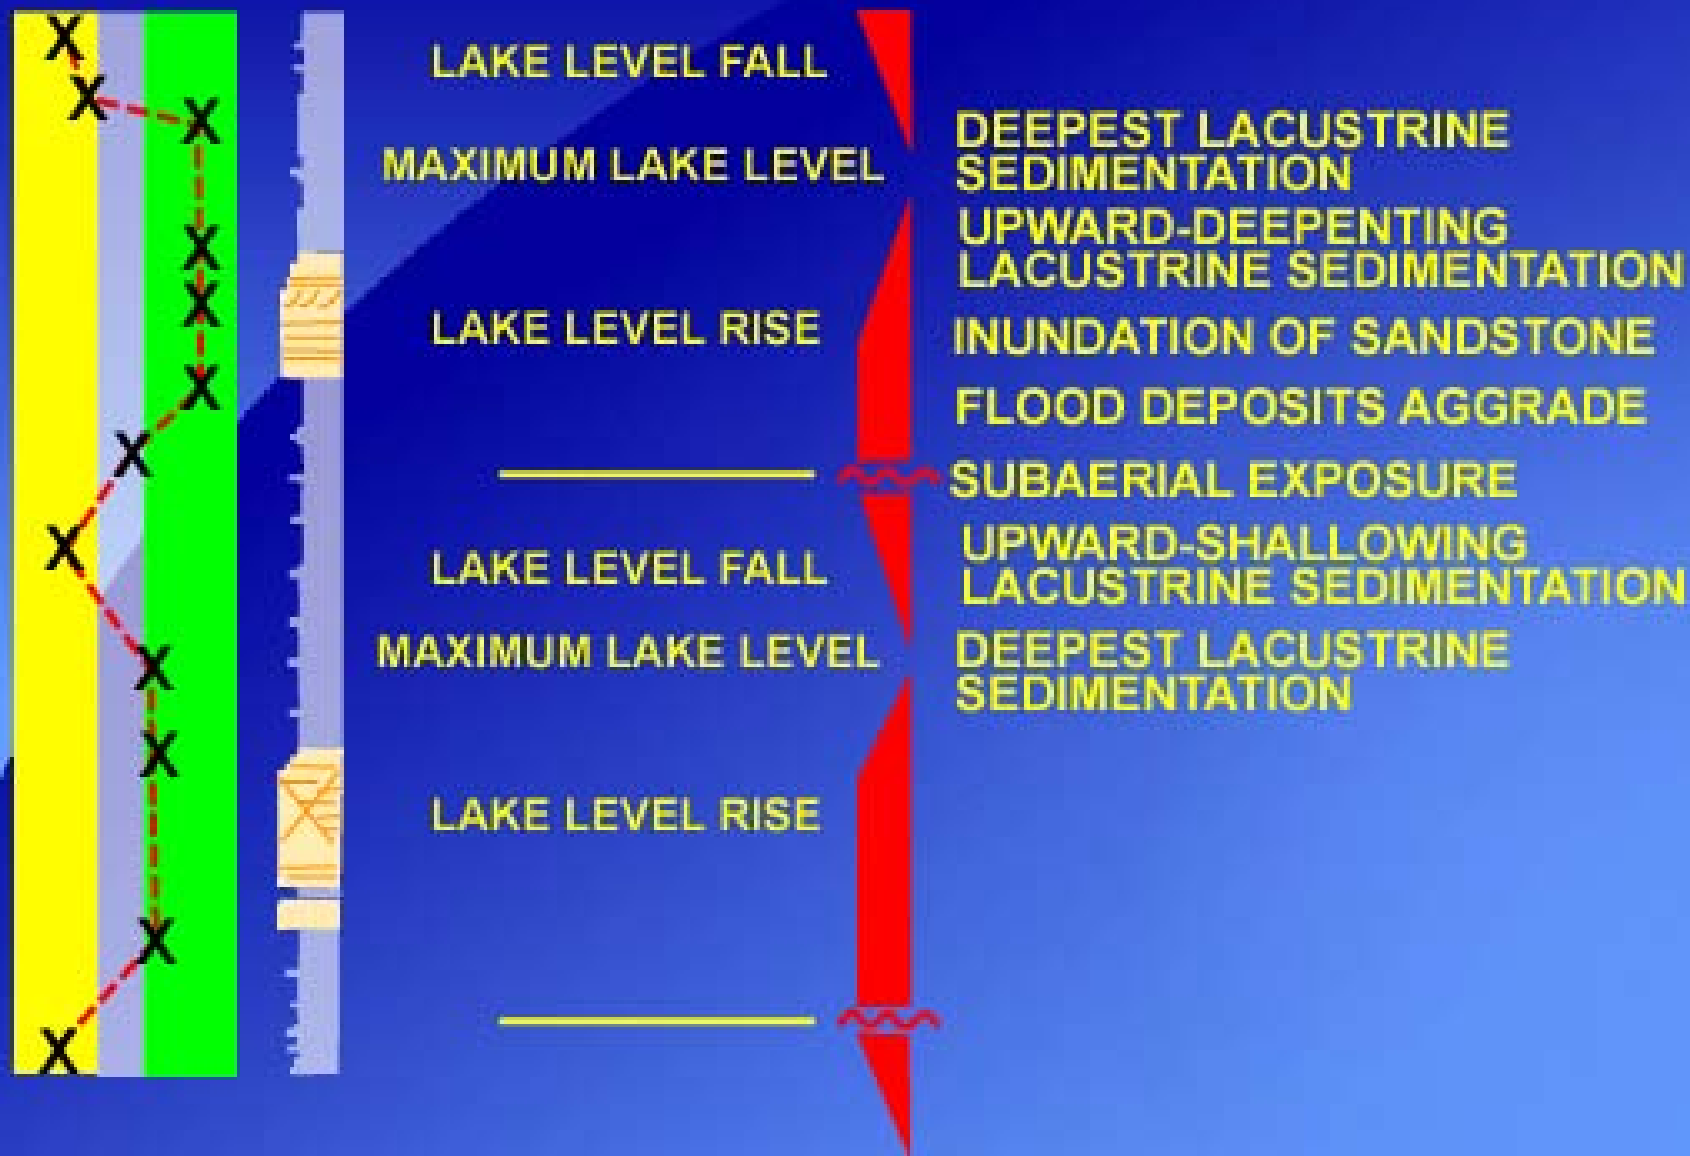 LAKE LEVEL FALL
DEEPEST LACUSTRINE
SEDIMENTATION
MAXIMUM LAKE LEVEL
UPWARD-DEEPENTING
LACUSTRINE SEDIMENTATION
LAKE LEVEL RISE
INUNDATION OF SANDSTONE
FLOOD DEPOSITS AGGRADE
SUBAERIAL EXPOSURE
UPWARD-SHALLOWING
LACUSTRINE SEDIMENTATION
LAKE LEVEL FALL
MAXIMUM LAKE LEVEL
DEEPEST LACUSTRINE
SEDIMENTATION
LAKE LEVEL RISE